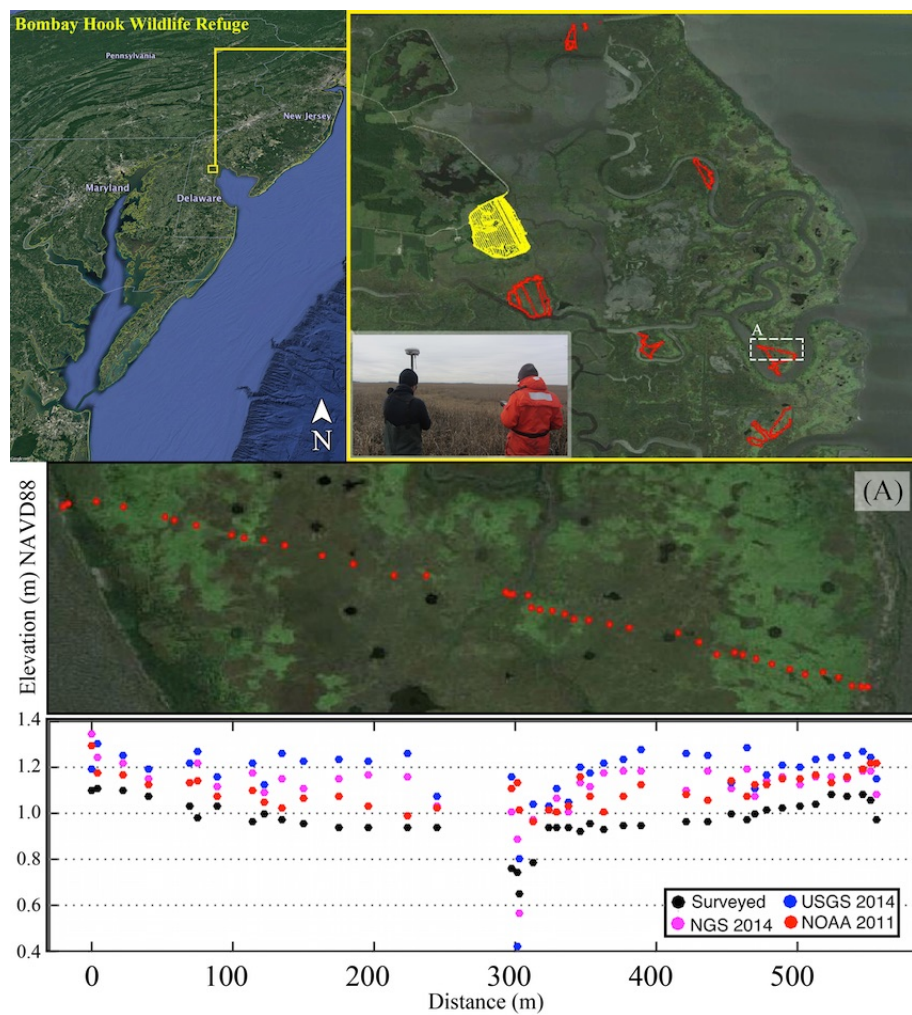 Bombay Hook Wildlife Refuge
Pennsylvania
New Jersey
Maryland
Delaware
N
A
(A)
Elevation (m) NAVD88
1.4
1.2
1.0
0.8
0.6
0.4
Surveyed
USGS 2014
NGS 2014
NOAA 2011
0
100
200
300
400
500
Distance (m)